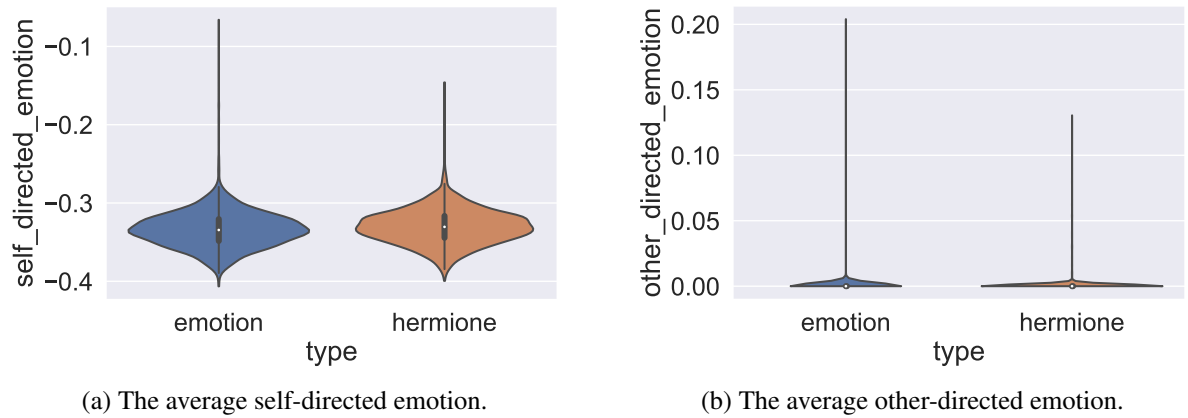 self_directed_emotion
−0.1
−0.2
−0.3
−0.4
emotion
hermione
type
(a) The average self-directed emotion.
other_directed_emotion
0.20
0.15
0.10
0.05
0.00
emotion
hermione
type
(b) The average other-directed emotion.